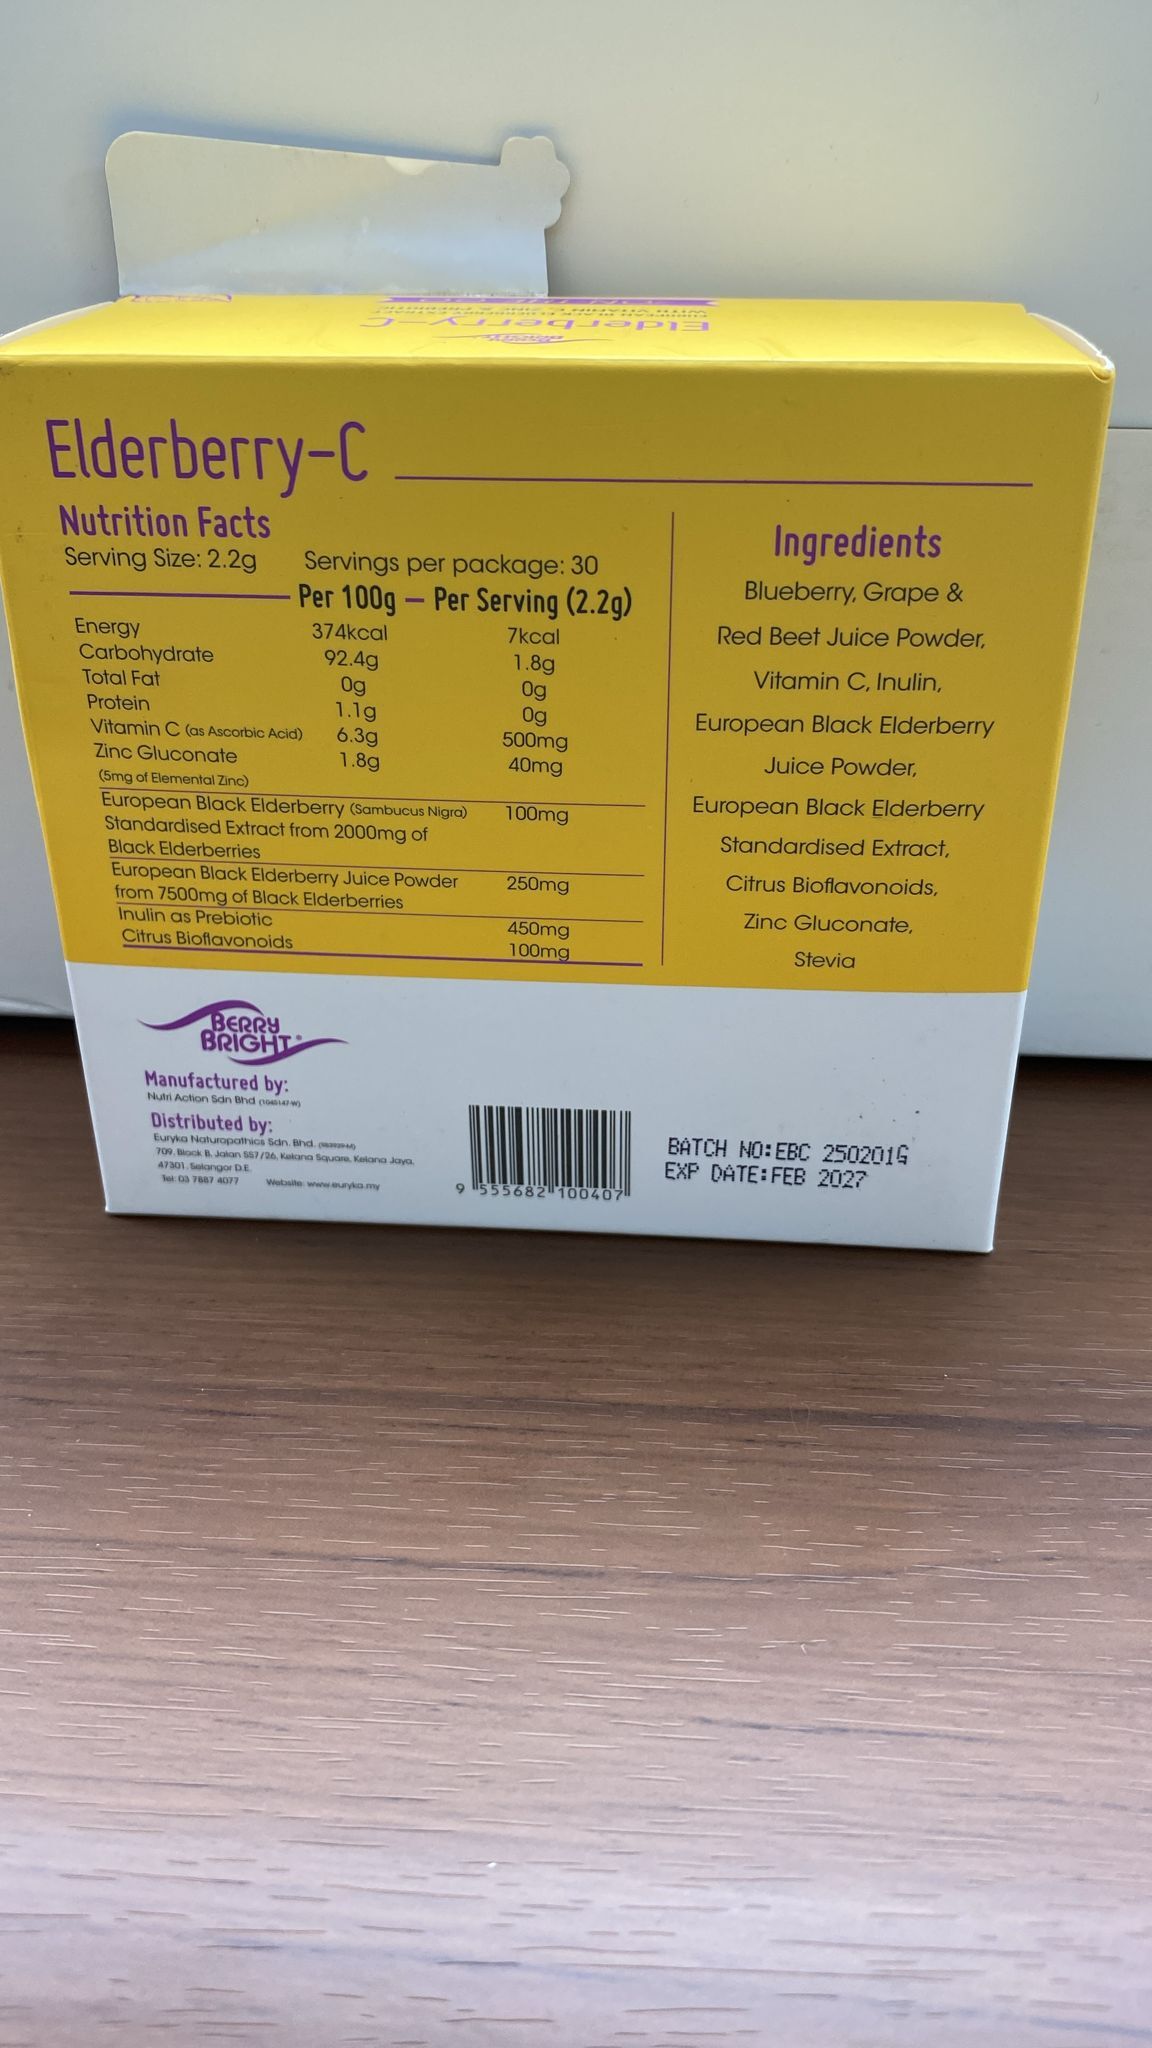 Elderberry-C
Elderberry-C
Nutrition Facts
Serving Size: 2.2g Servings per package: 30
Per 100g — Per Serving (2.2g)
Energy 374kcal 7kcal
Carbohydrate 92.4g 1.8g
Total Fat 0g 0g
Protein 1.1g 0g
Vitamin C (as Ascorbic Acid) 6.3g 500mg
Zinc Gluconate 1.8g 40mg
(5mg of Elemental Zinc)
European Black Elderberry (Sambucus Nigra) 100mg
Standardised Extract from 2000mg of
Black Elderberries
European Black Elderberry Juice Powder 250mg
from 7500mg of Black Elderberries
Inulin as Prebiotic 450mg
Citrus Bioflavonoids 100mg
Ingredients
Blueberry, Grape &
Red Beet Juice Powder,
Vitamin C, Inulin,
European Black Elderberry
Juice Powder,
European Black Elderberry
Standardised Extract,
Citrus Bioflavonoids,
Zinc Gluconate,
Stevia
BERRY
BRIGHT®
Manufactured by:
Nutri Action Sdn Bhd (1045147-W)
Distributed by:
Euryka Naturopathics Sdn. Bhd.
709, Block B, Jalan SS7/26, Kelana Square, Kelana Jaya,
47301. Selangor D.E.
Tel: 03 7887 4077 Website: www.euryka.my
9 555682 100407
BATCH NO:EBC 250201G
EXP DATE:FEB 2027